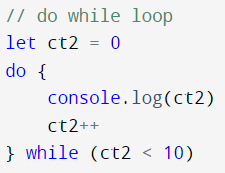 // do while loop
let ct2 = 0
do {
    console.log(ct2)
    ct2++
} while (ct2 < 10)